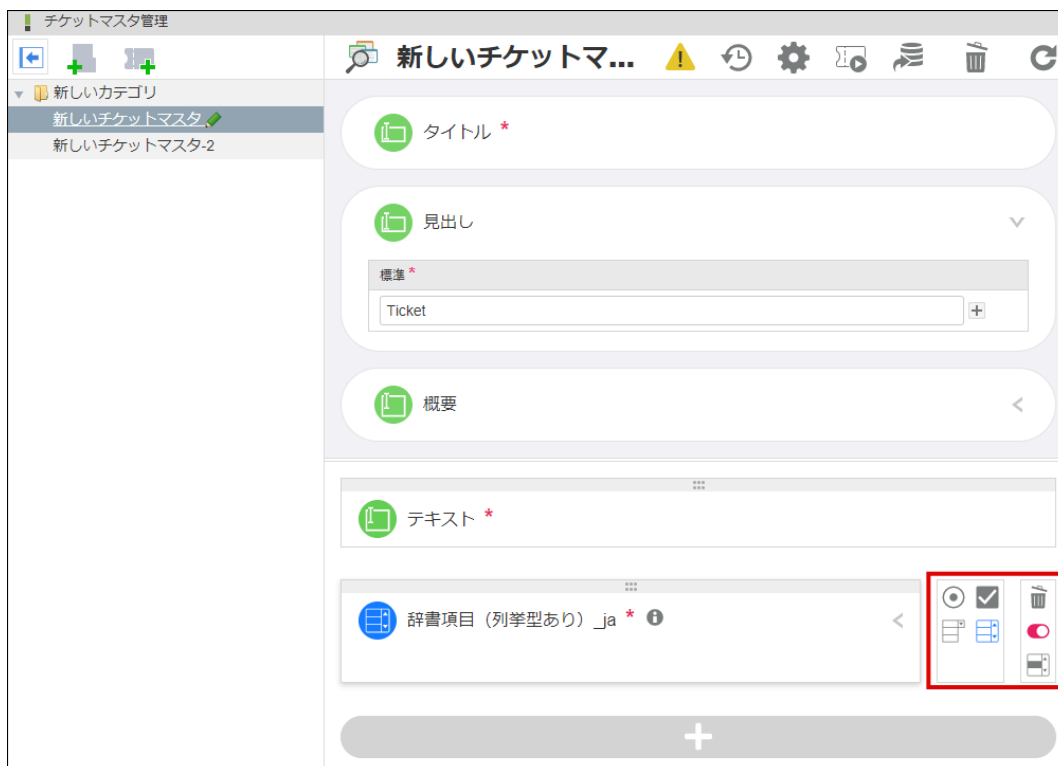 チケットマスタ管理
新しいチケットマ...
新しいカテゴリ
新しいチケットマスタ
新しいチケットマスタ-2
タイトル *
見出し
標準 *
Ticket
概要
テキスト *
辞書項目（列挙型あり）_ja *